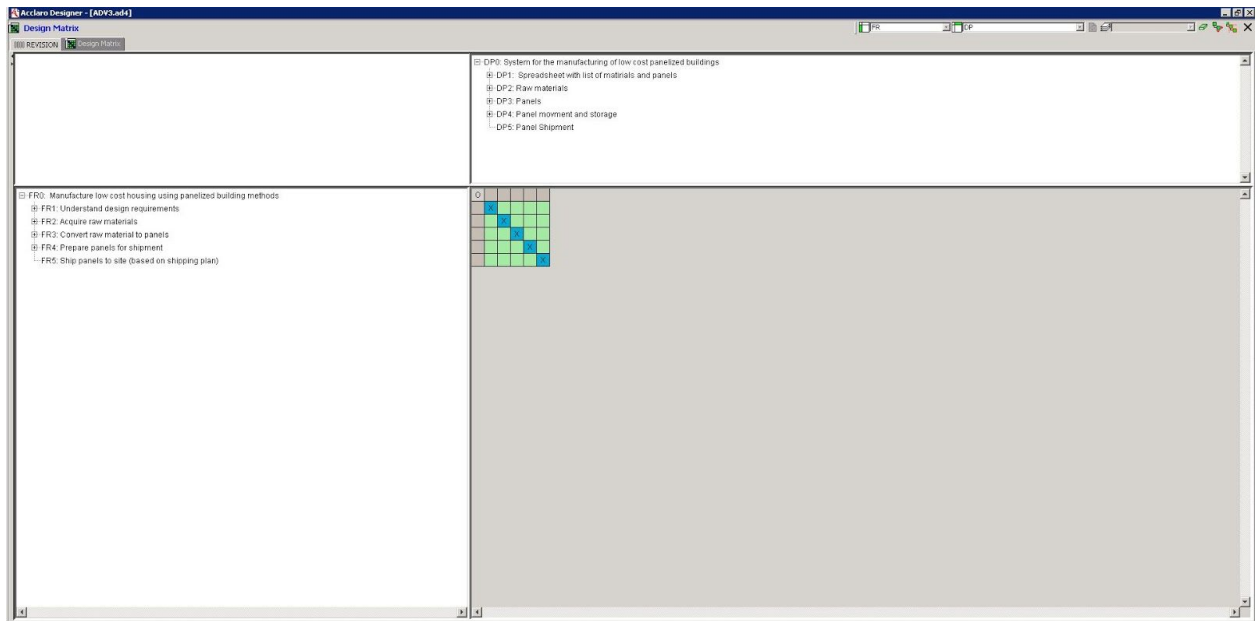 Acclaro Designer - [ADV3.ad4]
Design Matrix
FR
DP
REVISION
Design Matrix
DP0: System for the manufacturing of low cost panelized buildings
DP1: Spreadsheet with list of matirials and panels
DP2: Raw materials
DP3: Panels
DP4: Panel movment and storage
DP5: Panel Shipment
FR0: Manufacture low cost housing using panelized building methods
FR1: Understand design requirements
FR2: Acquire raw materials
FR3: Convert raw material to panels
FR4: Prepare panels for shipment
FR5: Ship panels to site (based on shipping plan)
O
X
X
X
X
X